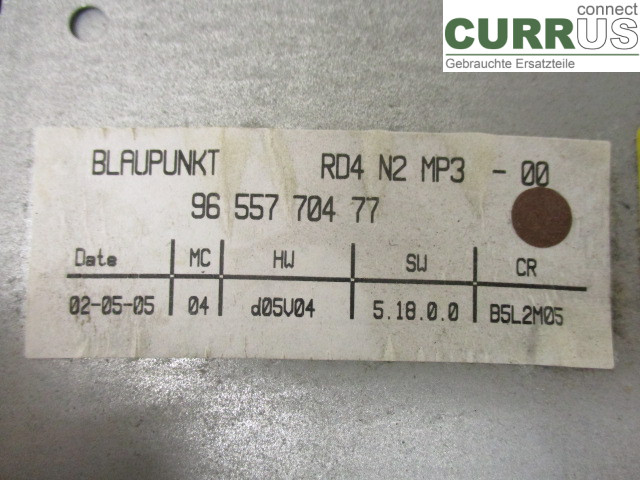 connect
CURRUS
Gebrauchte Ersatzteile
BLAUPUNKT RD4 N2 MP3 - 00
96 557 704 77
Date MC HW SW CR
02-05-05 04 d05V04 5.18.0.0 B5L2M05